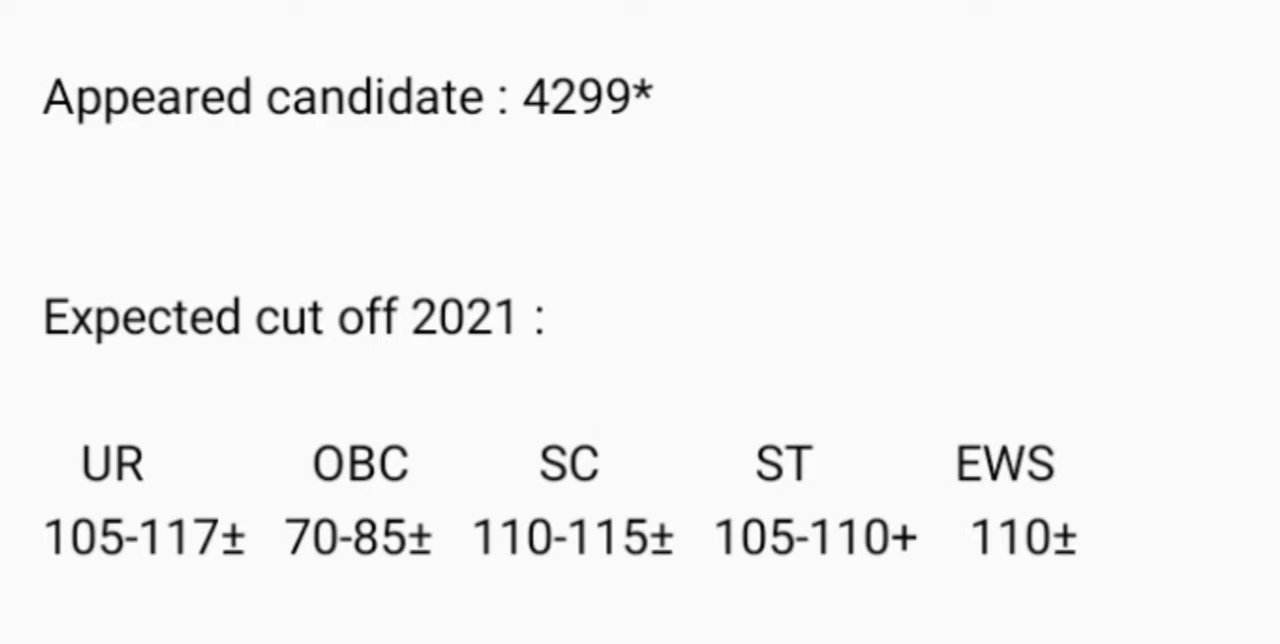 Appeared candidate : 4299*
Expected cut off 2021 :
UR OBC SC ST EWS
105-117± 70-85± 110-115± 105-110+ 110±